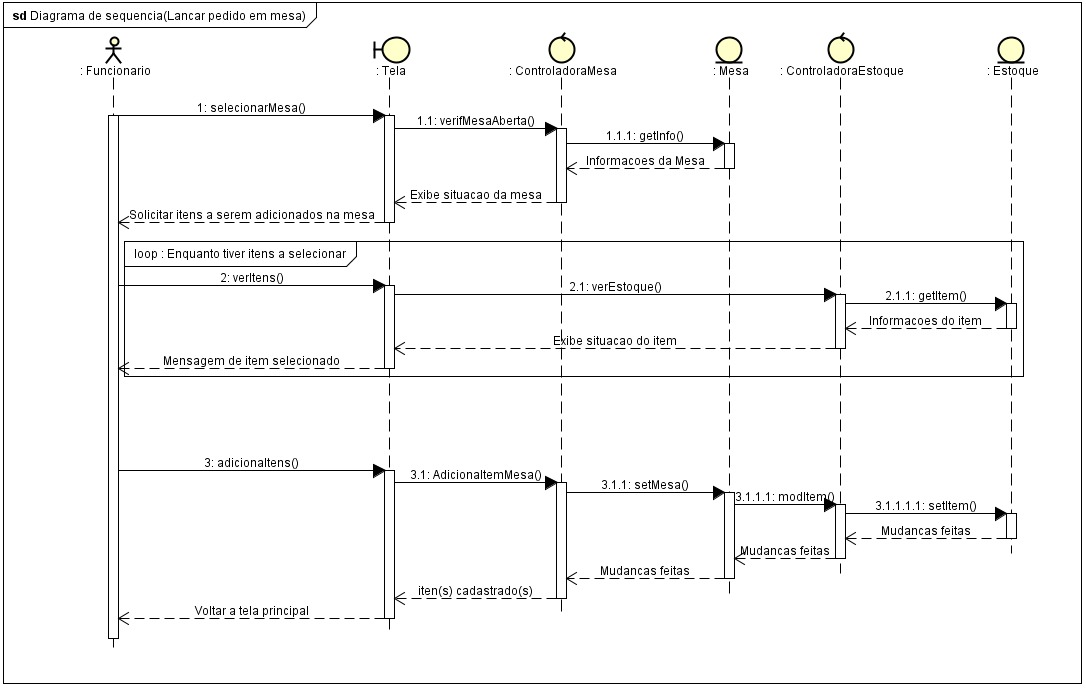 sd Diagrama de sequencia(Lancar pedido em mesa)
: Funcionario
: Tela
: ControladoraMesa
: Mesa
: ControladoraEstoque
: Estoque
1: selecionarMesa()
1.1: verifMesaAberta()
1.1.1: getInfo()
Informacoes da Mesa
Exibe situacao da mesa
Solicitar itens a serem adicionados na mesa
loop : Enquanto tiver itens a selecionar
2: verItens()
2.1: verEstoque()
2.1.1: getItem()
Informacoes do item
Exibe situacao do item
Mensagem de item selecionado
3: adicionaItens()
3.1: AdicionaItemMesa()
3.1.1: setMesa()
3.1.1.1: modItem()
3.1.1.1.1: setItem()
Mudancas feitas
Mudancas feitas
Mudancas feitas
iten(s) cadastrado(s)
Voltar a tela principal